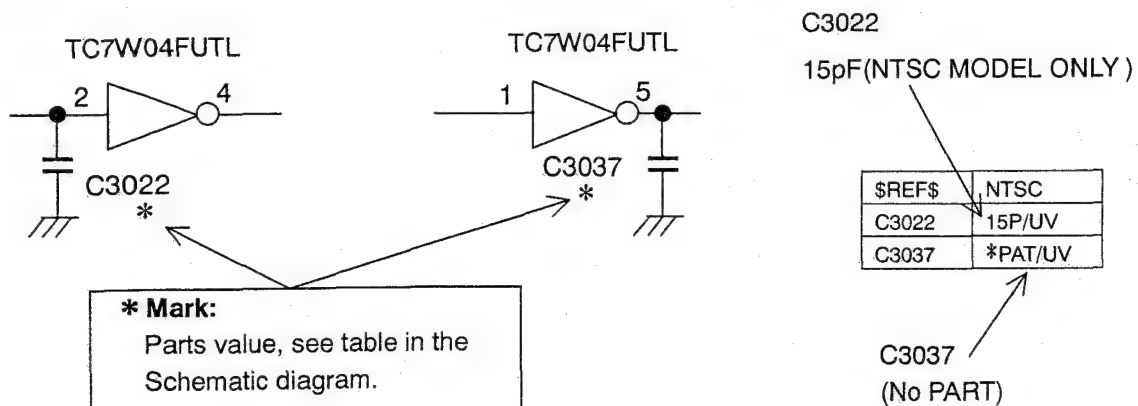 TC7W04FUTL
2
4
C3022
*
TC7W04FUTL
1
5
C3037
*
* Mark:
Parts value, see table in the
Schematic diagram.
C3022
15pF(NTSC MODEL ONLY )
$REF$ NTSC
C3022 15P/UV
C3037 *PAT/UV
C3037
(No PART)